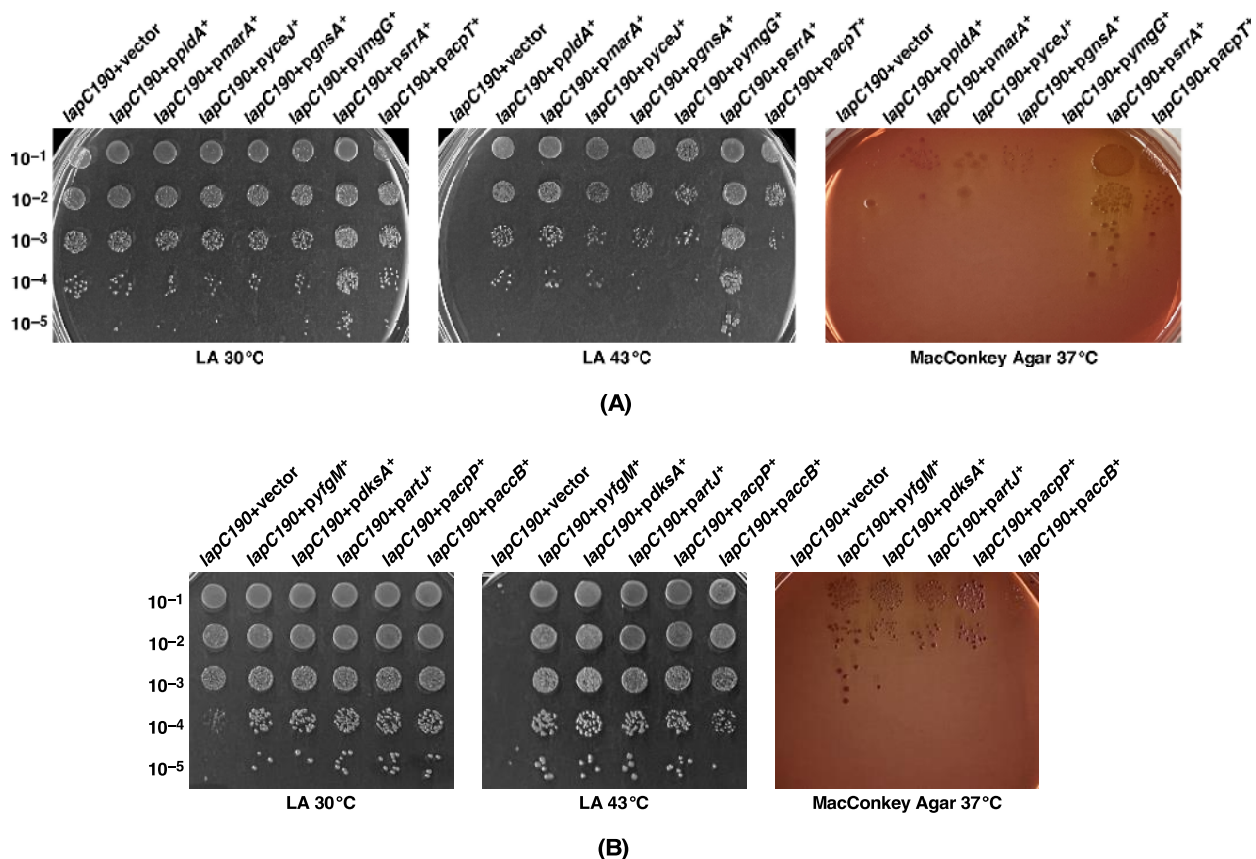 lapC190+vector lapC190+ppldA+ lapC190+pmarA+ lapC190+pyceJ+ lapC190+pgnsA+ lapC190+pymgG+ lapC190+psrrA+ lapC190+pacpT+ lapC190+vector lapC190+ppldA+ lapC190+pmarA+ lapC190+pyceJ+ lapC190+pgnsA+ lapC190+pymgG+ lapC190+psrrA+ lapC190+pacpT+ lapC190+vector lapC190+ppldA+ lapC190+pmarA+ lapC190+pyceJ+ lapC190+pgnsA+ lapC190+pymgG+ lapC190+psrrA+ lapC190+pacpT+
10–1
10–2
10–3
10–4
10–5
LA 30°C LA 43°C MacConkey Agar 37°C
(A)
lapC190+vector lapC190+pyfgM+ lapC190+pdksA+ lapC190+partJ+ lapC190+pacpP+ lapC190+paccB+ lapC190+vector lapC190+pyfgM+ lapC190+pdksA+ lapC190+partJ+ lapC190+pacpP+ lapC190+paccB+ lapC190+vector lapC190+pyfgM+ lapC190+pdksA+ lapC190+partJ+ lapC190+pacpP+ lapC190+paccB+
10–1
10–2
10–3
10–4
10–5
LA 30°C LA 43°C MacConkey Agar 37°C
(B)